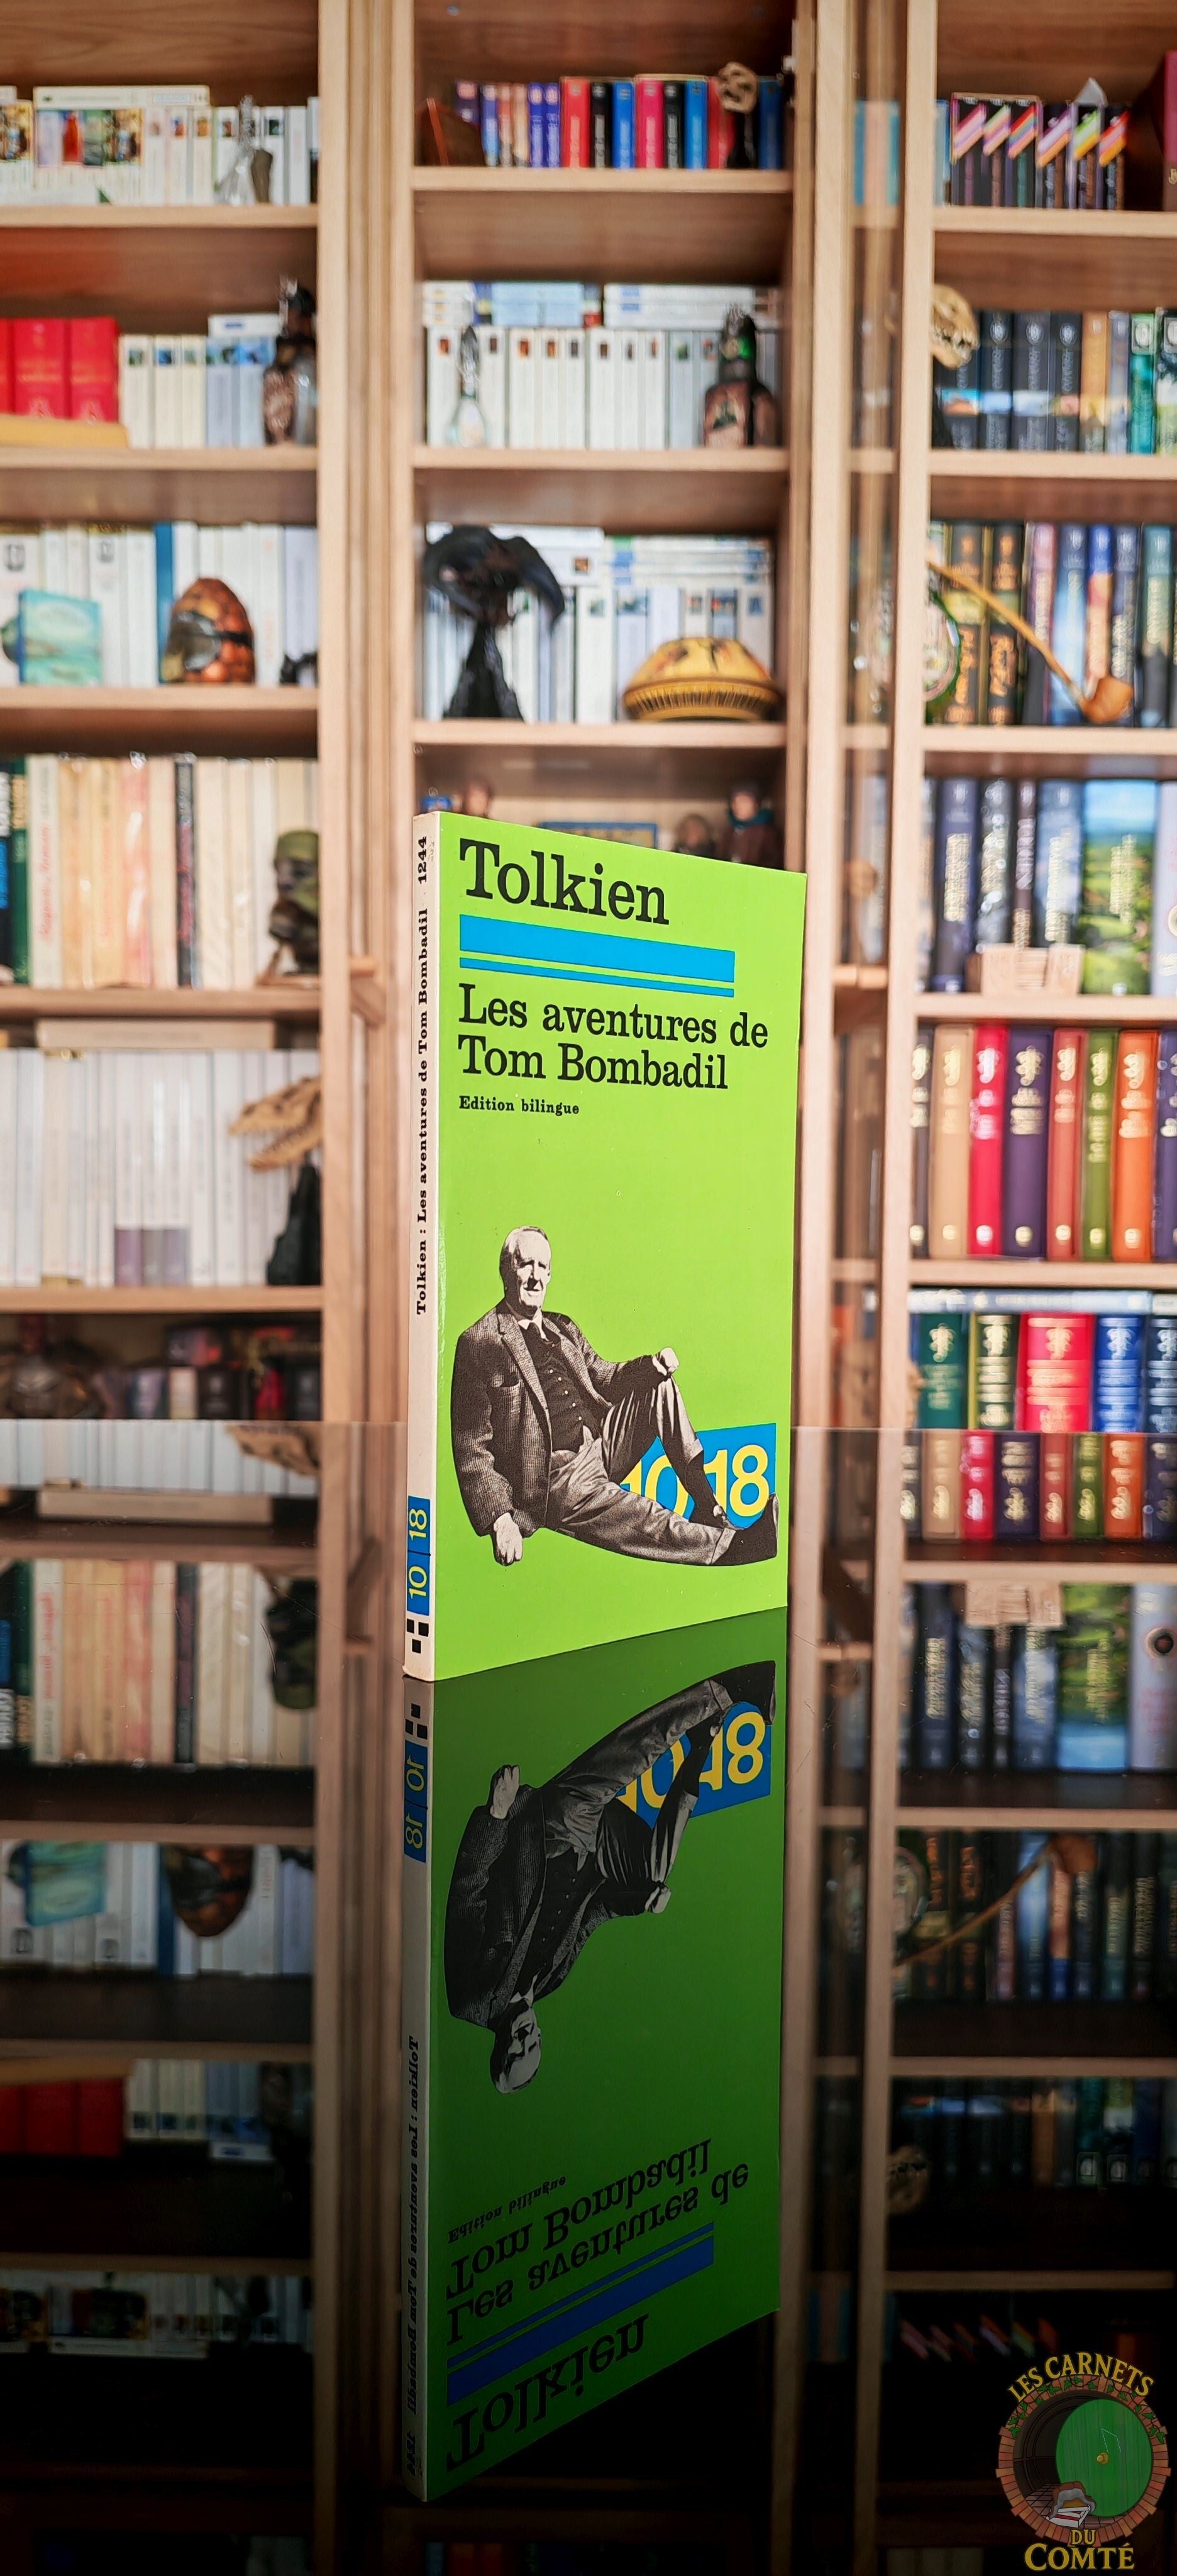 Tolkien
Les aventures de
Tom Bombadil
Edition bilingue
10 18
Tolkien : Les aventures de Tom Bombadil 1244
10 18
LES CARNETS
DU
COMTÉ